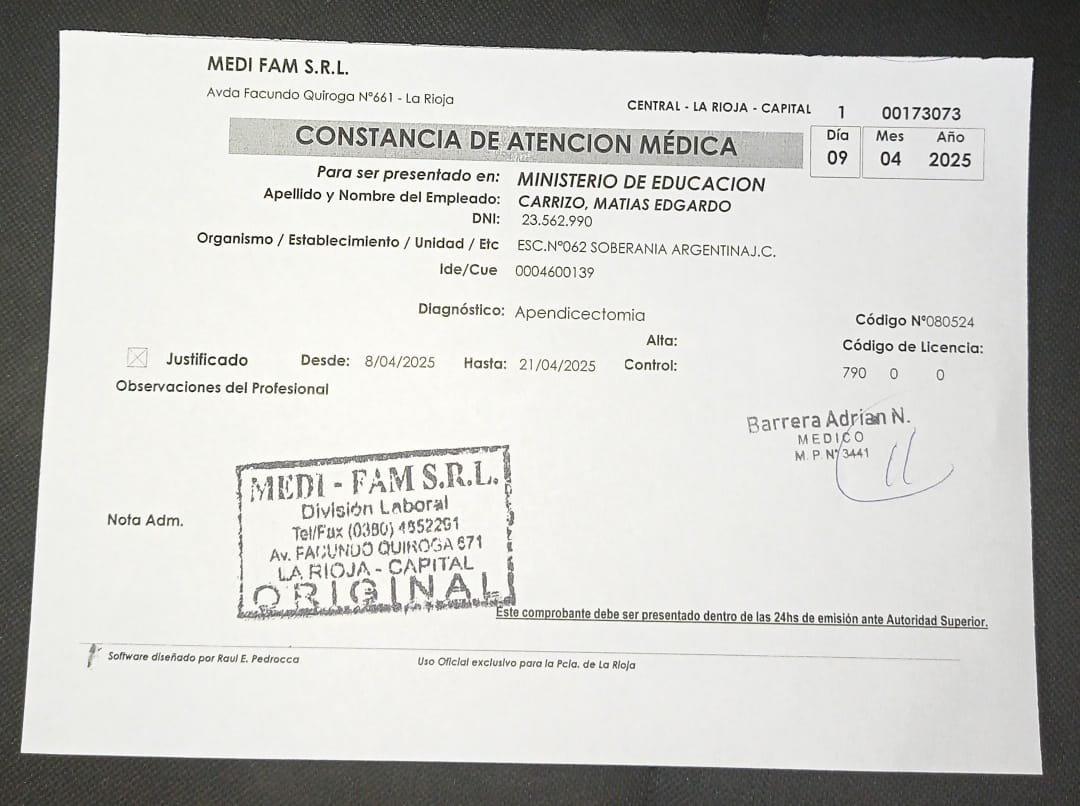 MEDI FAM S.R.L.
Avda Facundo Quiroga Nº661 - La Rioja
CENTRAL - LA RIOJA - CAPITAL 1 00173073
CONSTANCIA DE ATENCION MÉDICA
Día Mes Año
09 04 2025
Para ser presentado en: MINISTERIO DE EDUCACION
Apellido y Nombre del Empleado: CARRIZO, MATIAS EDGARDO
DNI: 23.562.990
Organismo / Establecimiento / Unidad / Etc ESC.Nº062 SOBERANIA ARGENTINAJ.C.
Ide/Cue 0004600139
Diagnóstico: Apendicectomia
Código Nº080524
Alta:
Código de Licencia:
Justificado Desde: 8/04/2025 Hasta: 21/04/2025 Control:
790 0 0
Observaciones del Profesional
Barrera Adrian N.
MEDICO
M. P. Nº 3441
MEDI - FAM S.R.L.
División Laboral
Tel/Fax (0380) 4652291
Av. FACUNDO QUIROGA 671
LA RIOJA - CAPITAL
ORIGINAL
Nota Adm.
Este comprobante debe ser presentado dentro de las 24hs de emisión ante Autoridad Superior.
Software diseñado por Raul E. Pedrocca
Uso Oficial exclusivo para la Pcia. de La Rioja